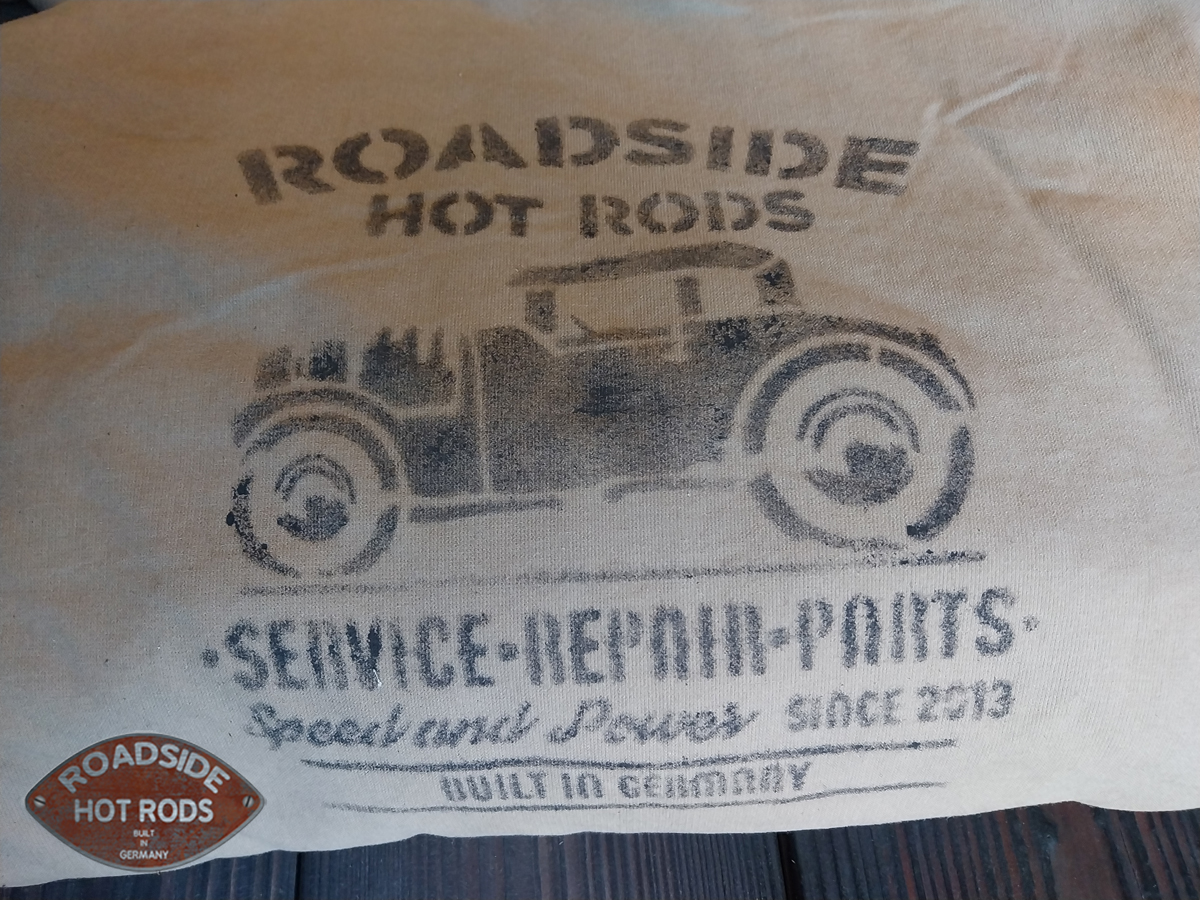 ROADSIDE
HOT RODS
·SERVICE·REPAIR·PARTS·
Speed and Power SINCE 2013
BUILT IN GERMANY
ROADSIDE
HOT RODS
BUILT
IN
GERMANY